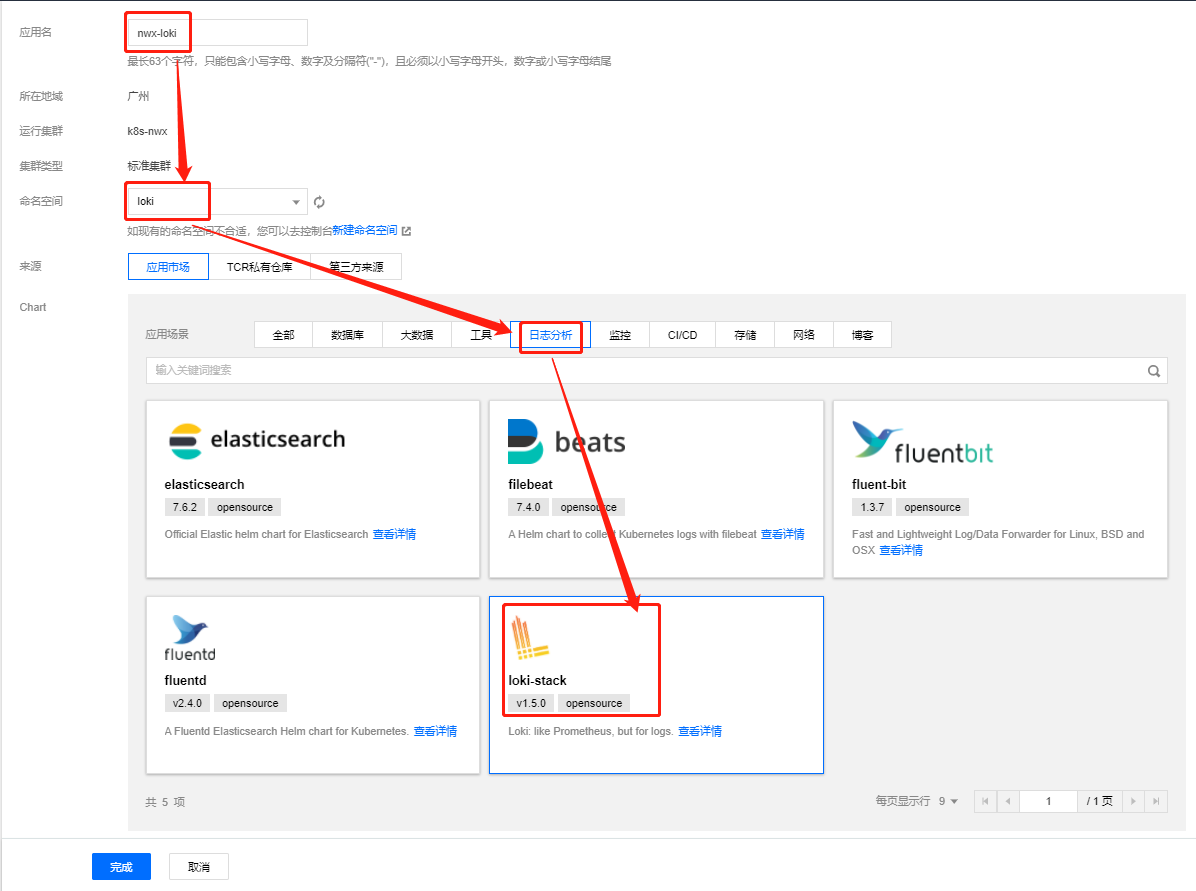 应用名
nwx-loki
最长63个字符，只能包含小写字母、数字及分隔符("-")，且必须以小写字母开头，数字或小写字母结尾
所在地域
广州
运行集群
k8s-nwx
集群类型
标准集群
命名空间
loki
如现有的命名空间不合适，您可以去控制台新建命名空间
来源
应用市场 TCR私有仓库 第三方来源
Chart
应用场景
全部 数据库 大数据 工具 日志分析 监控 CI/CD 存储 网络 博客
输入关键词搜索
elasticsearch
elasticsearch
7.6.2 opensource
Official Elastic helm chart for Elasticsearch 查看详情
beats
filebeat
7.4.0 opensource
A Helm chart to collect Kubernetes logs with filebeat 查看详情
fluentbit
fluent-bit
1.3.7 opensource
Fast and Lightweight Log/Data Forwarder for Linux, BSD and
OSX 查看详情
fluentd
fluentd
v2.4.0 opensource
A Fluentd Elasticsearch Helm chart for Kubernetes. 查看详情
loki-stack
v1.5.0 opensource
Loki: like Prometheus, but for logs. 查看详情
共 5 项
每页显示行 9
1 / 1 页
完成 取消